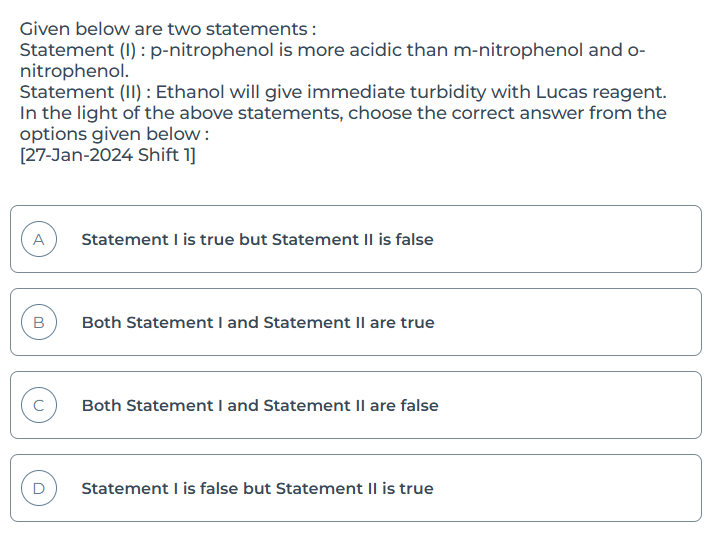 Given below are two statements :
Statement (I) : p-nitrophenol is more acidic than m-nitrophenol and o-
nitrophenol.
Statement (II) : Ethanol will give immediate turbidity with Lucas reagent.
In the light of the above statements, choose the correct answer from the
options given below :
[27-Jan-2024 Shift 1]
A Statement I is true but Statement II is false
B Both Statement I and Statement II are true
C Both Statement I and Statement II are false
D Statement I is false but Statement II is true